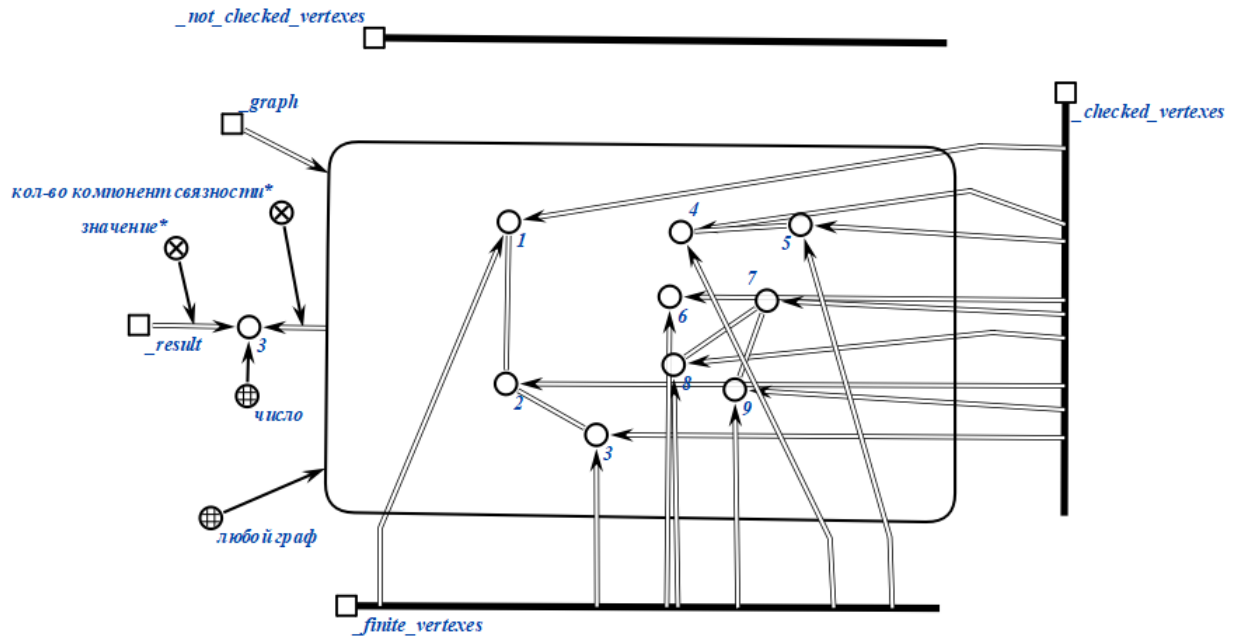 _not_checked_vertexes
_graph
_checked_vertexes
кол-во компонент связности*
значение*
1
4
5
7
6
_result
3
8
2
9
число
3
любой граф
_finite_vertexes